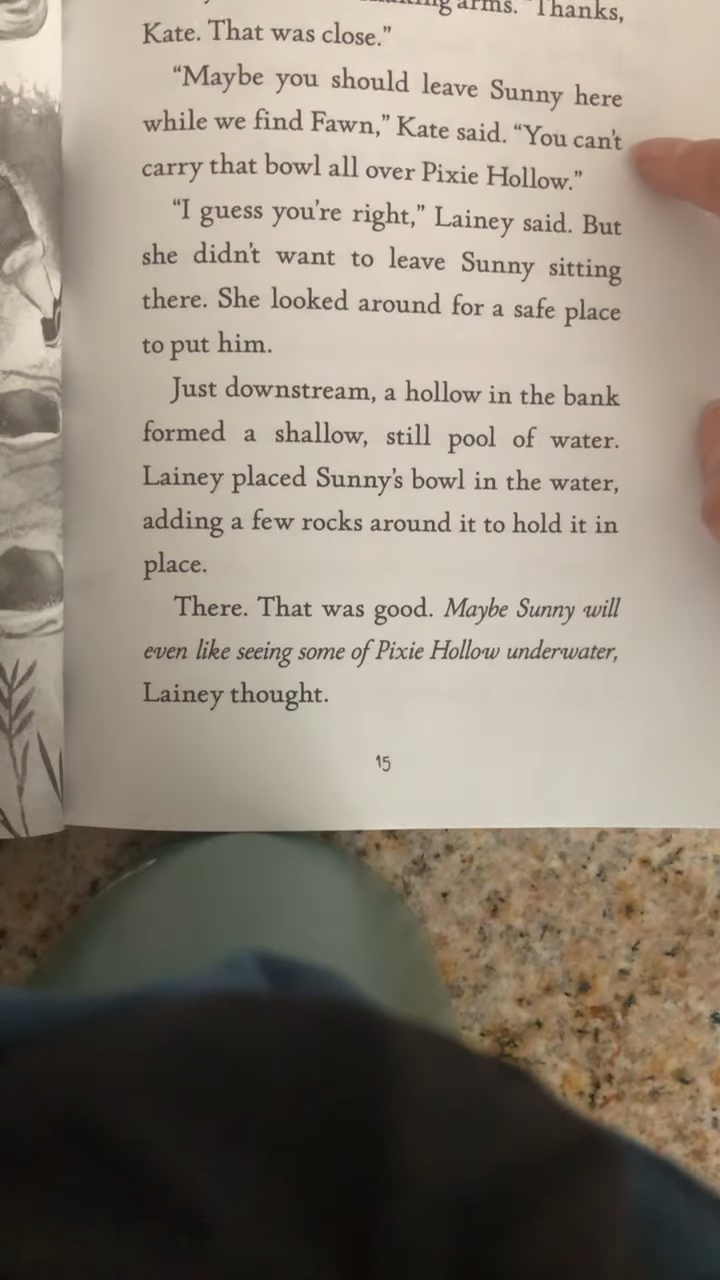 arms. "Thanks,
Kate. That was close."
"Maybe you should leave Sunny here
while we find Fawn," Kate said. "You can't
carry that bowl all over Pixie Hollow."
"I guess you're right," Lainey said. But
she didn't want to leave Sunny sitting
there. She looked around for a safe place
to put him.
Just downstream, a hollow in the bank
formed a shallow, still pool of water.
Lainey placed Sunny's bowl in the water,
adding a few rocks around it to hold it in
place.
There. That was good. Maybe Sunny will
even like seeing some of Pixie Hollow underwater,
Lainey thought.
15